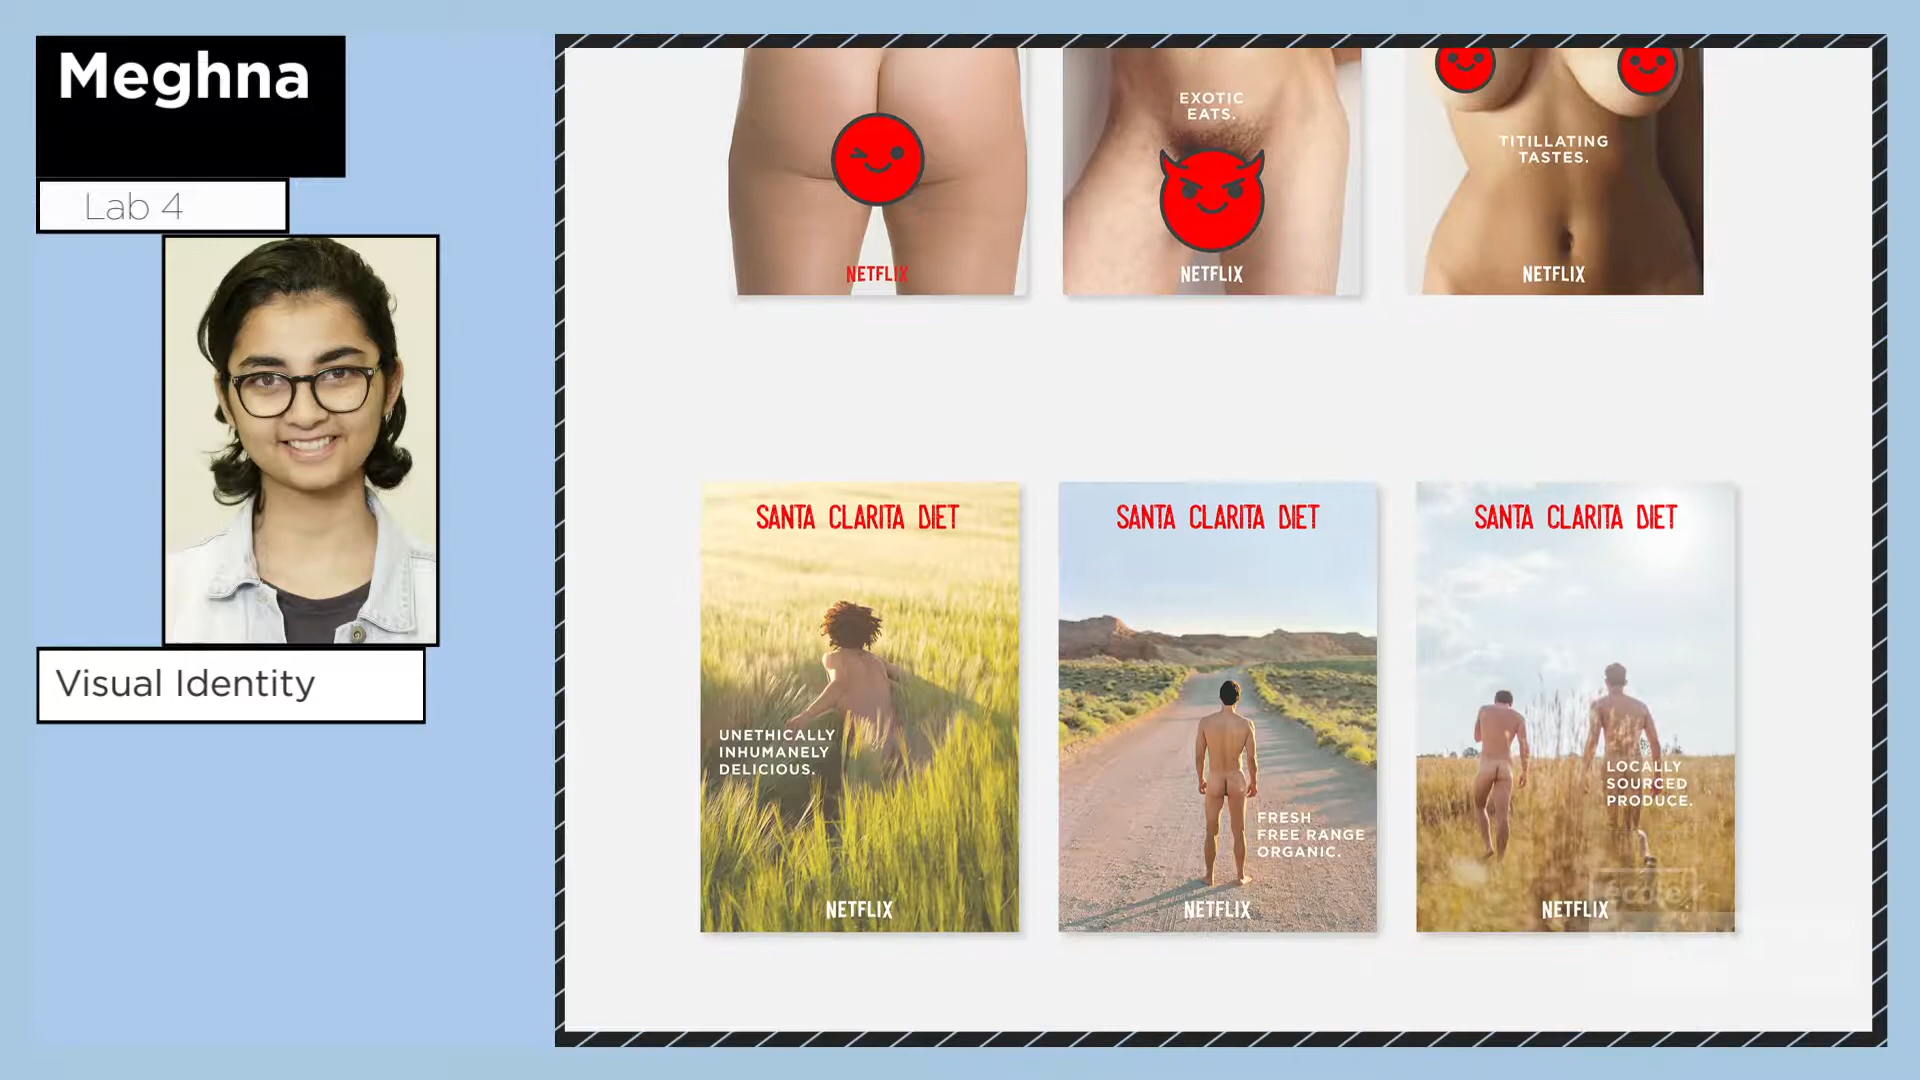 Meghna
Lab 4
Visual Identity
NETFLIX
EXOTIC
EATS.
NETFLIX
TITILLATING
TASTES.
NETFLIX
SANTA CLARITA DIET
UNETHICALLY
INHUMANELY
DELICIOUS.
NETFLIX
SANTA CLARITA DIET
FRESH
FREE RANGE
ORGANIC.
NETFLIX
SANTA CLARITA DIET
LOCALLY
SOURCED
PRODUCE.
NETFLIX